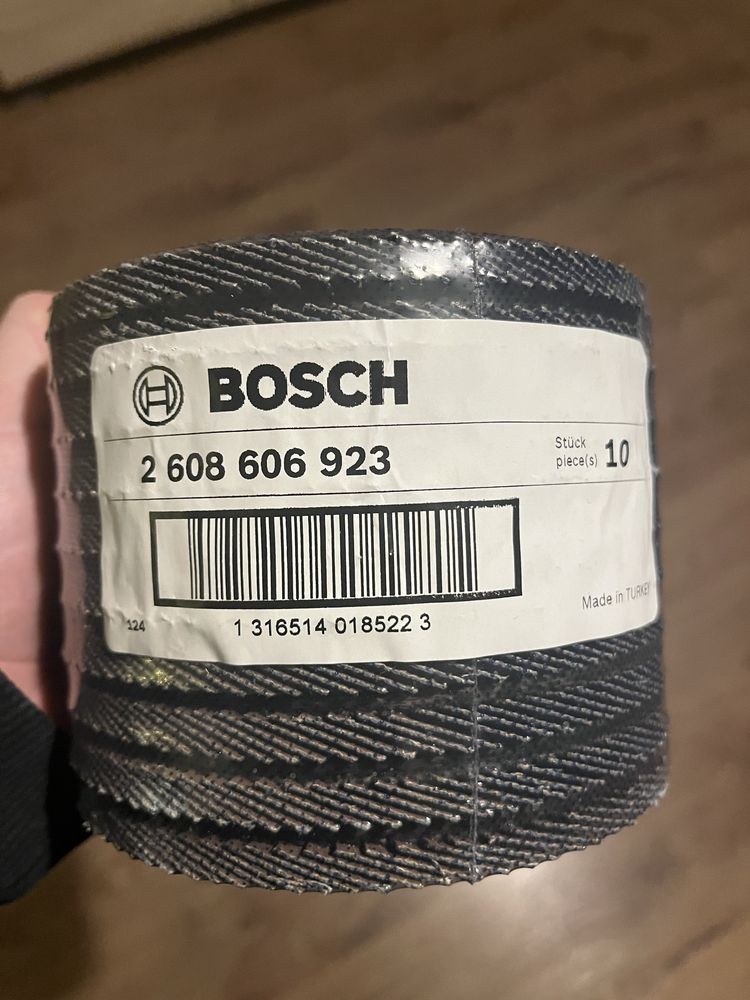 BOSCH
2 608 606 923
Stück
piece(s) 10
Made in TURKEY
124
1 316514 018522 3